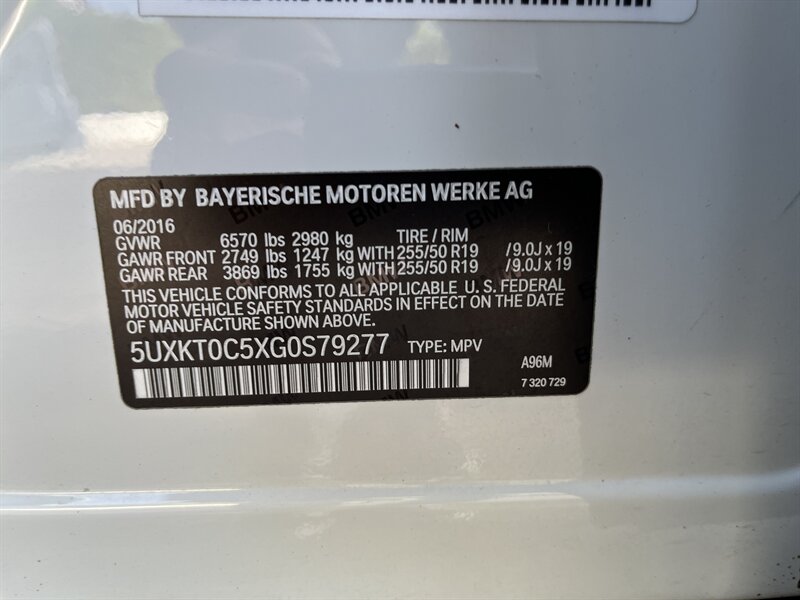 MFD BY BAYERISCHE MOTOREN WERKE AG
06/2016 TIRE / RIM
GVWR 6570 lbs 2980 kg
GAWR FRONT 2749 lbs 1247 kg WITH 255/50 R19 /9.0J x 19
GAWR REAR 3869 lbs 1755 kg WITH 255/50 R19 /9.0J x 19
THIS VEHICLE CONFORMS TO ALL APPLICABLE U.S. FEDERAL
MOTOR VEHICLE SAFETY STANDARDS IN EFFECT ON THE DATE
OF MANUFACTURE SHOWN ABOVE.
5UXKT0C5XG0S79277 TYPE: MPV
A96M
7 320 729